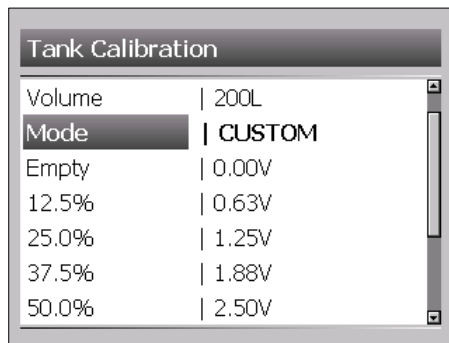 Tank Calibration
Volume | 200L
Mode | CUSTOM
Empty | 0.00V
12.5% | 0.63V
25.0% | 1.25V
37.5% | 1.88V
50.0% | 2.50V